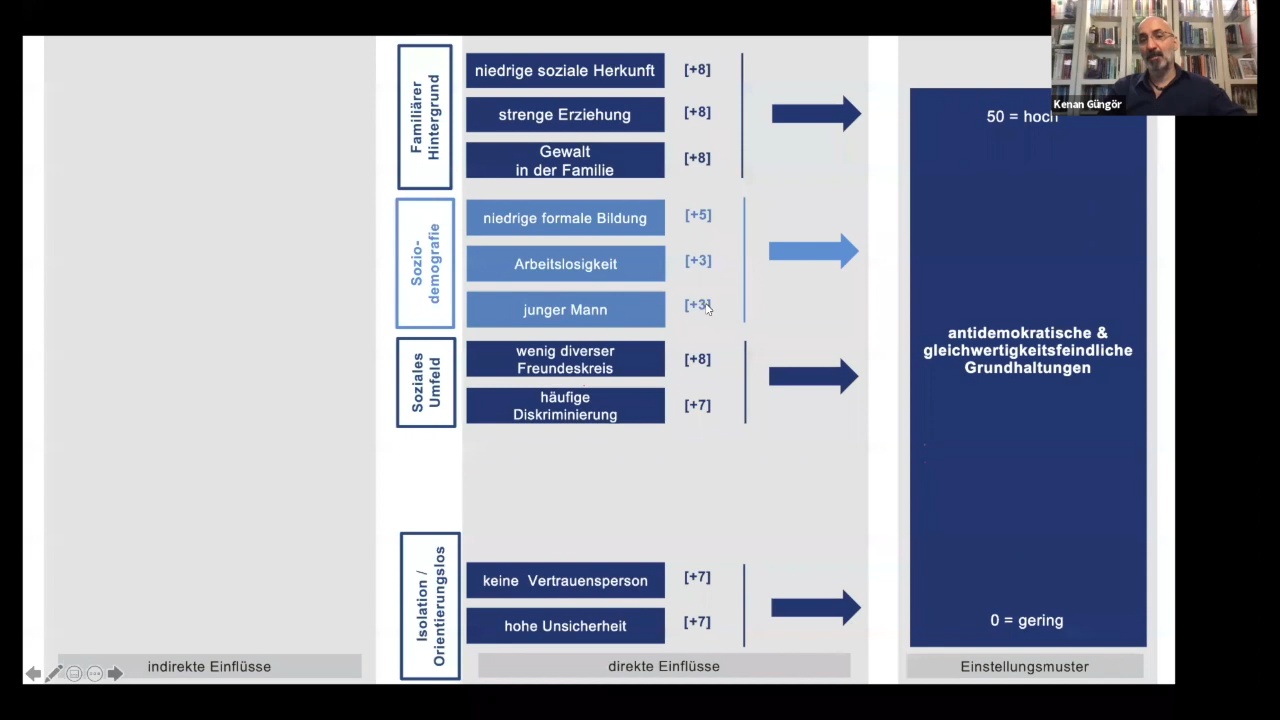 Kenan Güngör
Familiärer
Hintergrund
niedrige soziale Herkunft
[+8]
strenge Erziehung
[+8]
Gewalt
in der Familie
[+8]
Sozio-
demografie
niedrige formale Bildung
[+5]
Arbeitslosigkeit
[+3]
junger Mann
[+3]
Soziales
Umfeld
wenig diverser
Freundeskreis
[+8]
häufige
Diskriminierung
[+7]
Isolation /
Orientierungslos
keine Vertrauensperson
[+7]
hohe Unsicherheit
[+7]
50 = hoch
antidemokratische &
gleichwertigkeitsfeindliche
Grundhaltungen
0 = gering
indirekte Einflüsse
direkte Einflüsse
Einstellungsmuster